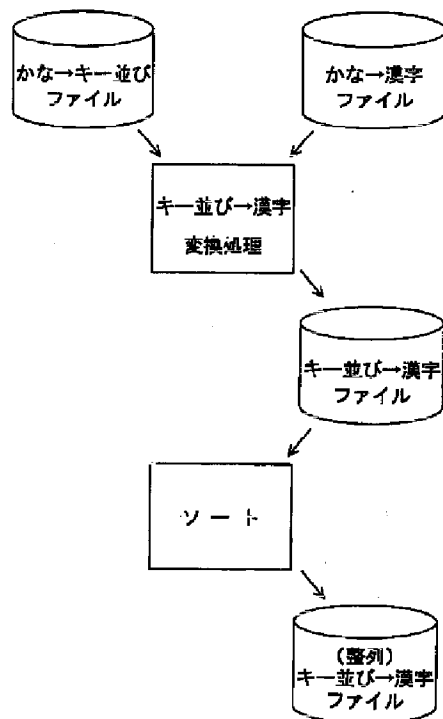 かな→キー並び
ファイル
かな→漢字
ファイル
キー並び→漢字
変換処理
キー並び→漢字
ファイル
ソート
(整列)
キー並び→漢字
ファイル